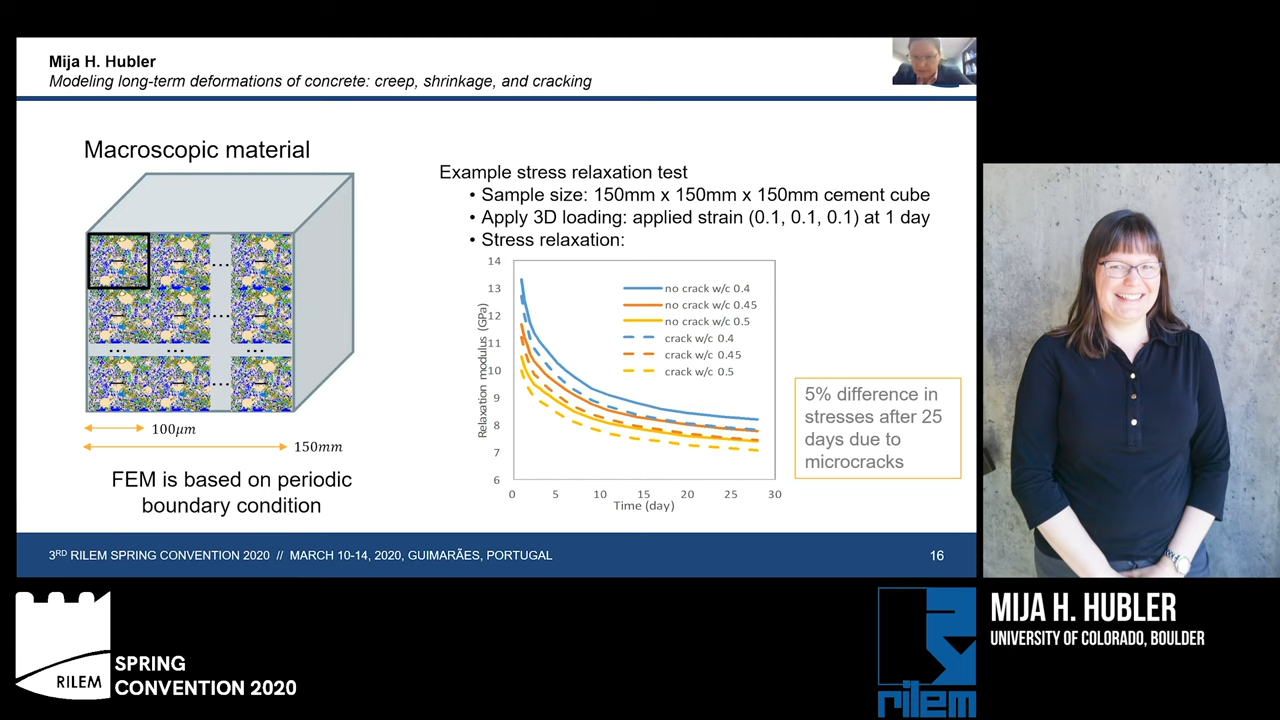 Mija H. Hubler
Modeling long-term deformations of concrete: creep, shrinkage, and cracking
Macroscopic material
...
...
... ... ...
...
100μm
150mm
FEM is based on periodic
boundary condition
Example stress relaxation test
• Sample size: 150mm x 150mm x 150mm cement cube
• Apply 3D loading: applied strain (0.1, 0.1, 0.1) at 1 day
• Stress relaxation:
14
13
12
11
10
9
8
7
6
Relaxation modulus (GPa)
no crack w/c 0.4
no crack w/c 0.45
no crack w/c 0.5
crack w/c 0.4
crack w/c 0.45
crack w/c 0.5
0 5 10 15 20 25 30
Time (day)
5% difference in
stresses after 25
days due to
microcracks
3RD RILEM SPRING CONVENTION 2020 // MARCH 10-14, 2020, GUIMARÃES, PORTUGAL
16
RILEM
SPRING
CONVENTION 2020
rilem
MIJA H. HUBLER
UNIVERSITY OF COLORADO, BOULDER